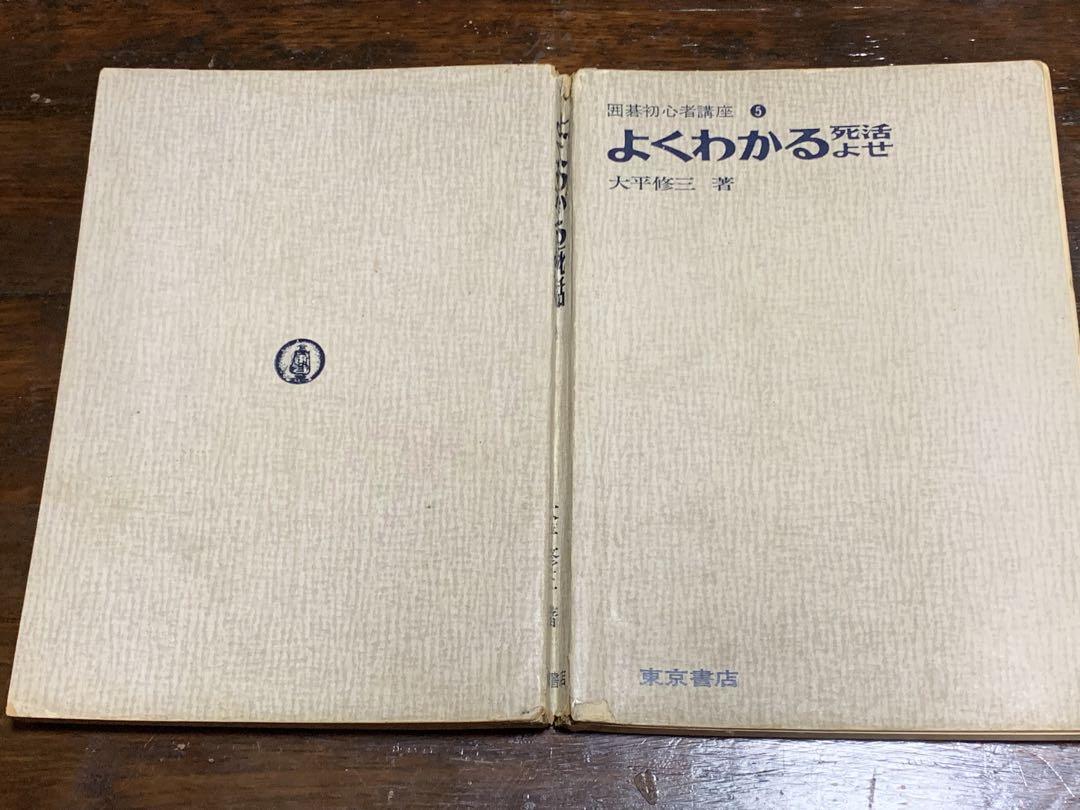 囲碁初心者講座 5
よくわかる 死活
よせ
大平修三 著
東京書店